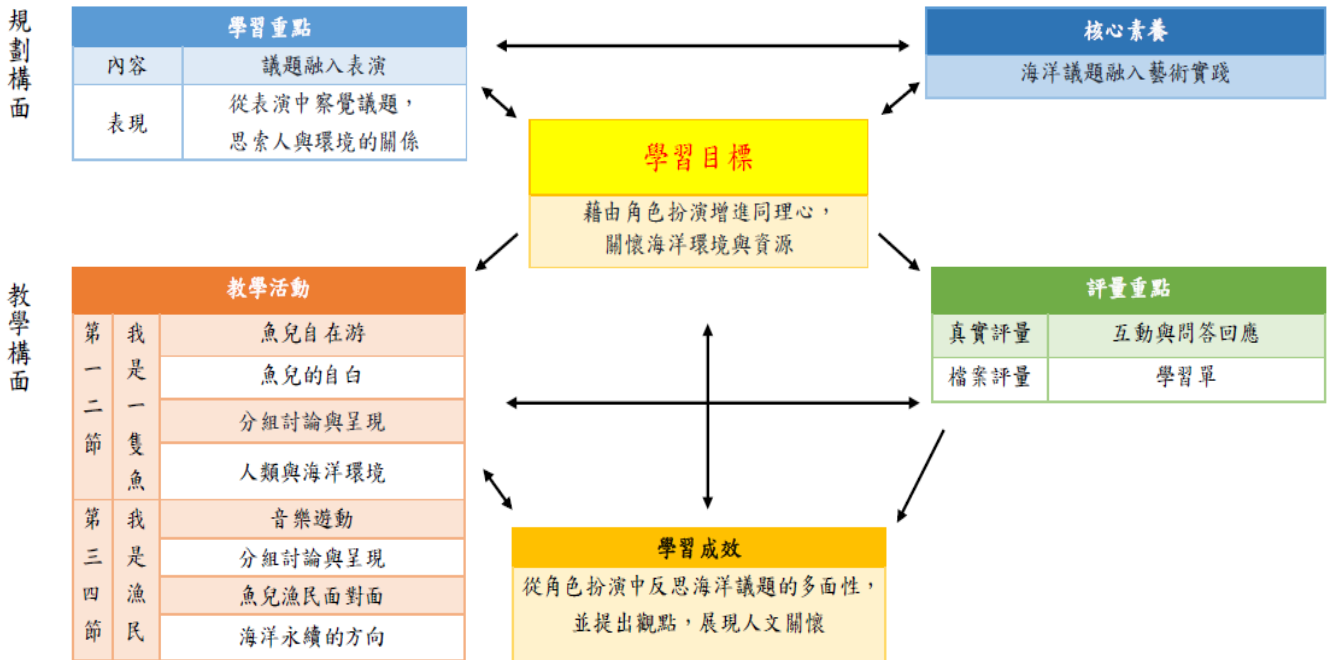 規劃構面
學習重點
內容 議題融入表演
表現 從表演中察覺議題，
思索人與環境的關係
核心素養
海洋議題融入藝術實踐
學習目標
藉由角色扮演增進同理心，
關懷海洋環境與資源
教學構面
教學活動
第一二節 我是一隻魚
魚兒自在游
魚兒的自白
分組討論與呈現
人類與海洋環境
第三四節 我是漁民
音樂遊動
分組討論與呈現
魚兒漁民面對面
海洋永續的方向
評量重點
真實評量 互動與問答回應
檔案評量 學習單
學習成效
從角色扮演中反思海洋議題的多面性，
並提出觀點，展現人文關懷